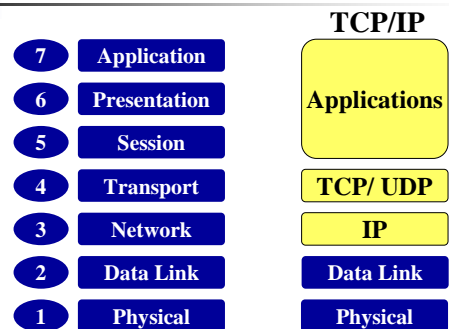 TCP/IP
7 Application
6 Presentation Applications
5 Session
4 Transport TCP/ UDP
3 Network IP
2 Data Link Data Link
1 Physical Physical